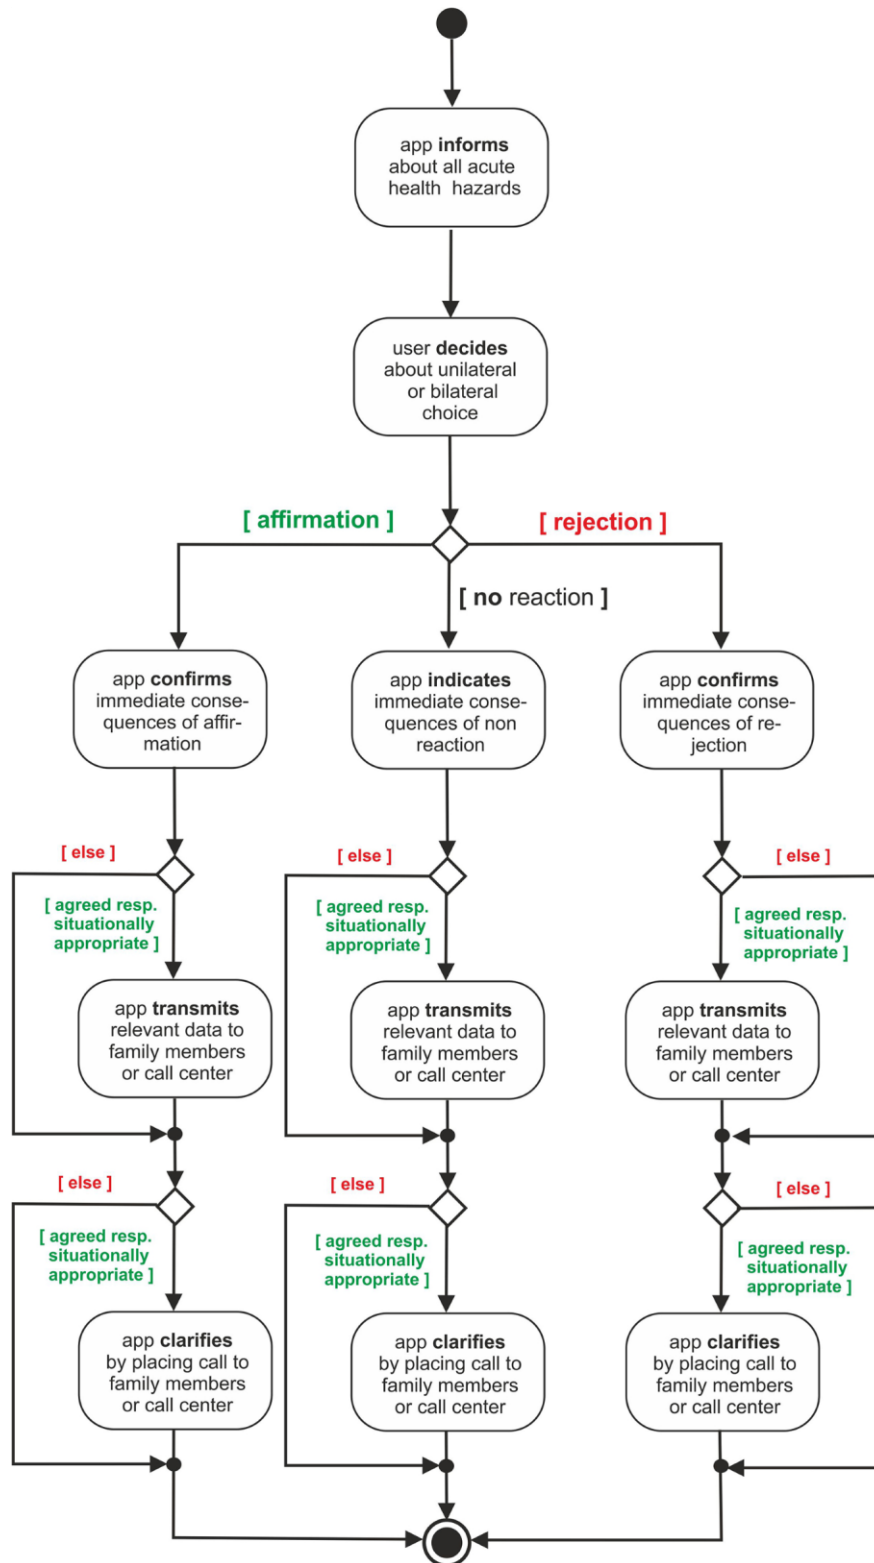 app informs
about all acute
health hazards
user decides
about unilateral
or bilateral
choice
[ affirmation ]
[ rejection ]
[ no reaction ]
app confirms
immediate conse-
quences of affir-
mation
app indicates
immediate conse-
quences of non
reaction
app confirms
immediate conse-
quences of re-
jection
[ else ]
[ agreed resp.
situationally
appropriate ]
[ else ]
[ agreed resp.
situationally
appropriate ]
[ else ]
[ agreed resp.
situationally
appropriate ]
app transmits
relevant data to
family members
or call center
app transmits
relevant data to
family members
or call center
app transmits
relevant data to
family members
or call center
[ else ]
[ agreed resp.
situationally
appropriate ]
[ else ]
[ agreed resp.
situationally
appropriate ]
[ else ]
[ agreed resp.
situationally
appropriate ]
app clarifies
by placing call to
family members
or call center
app clarifies
by placing call to
family members
or call center
app clarifies
by placing call to
family members
or call center